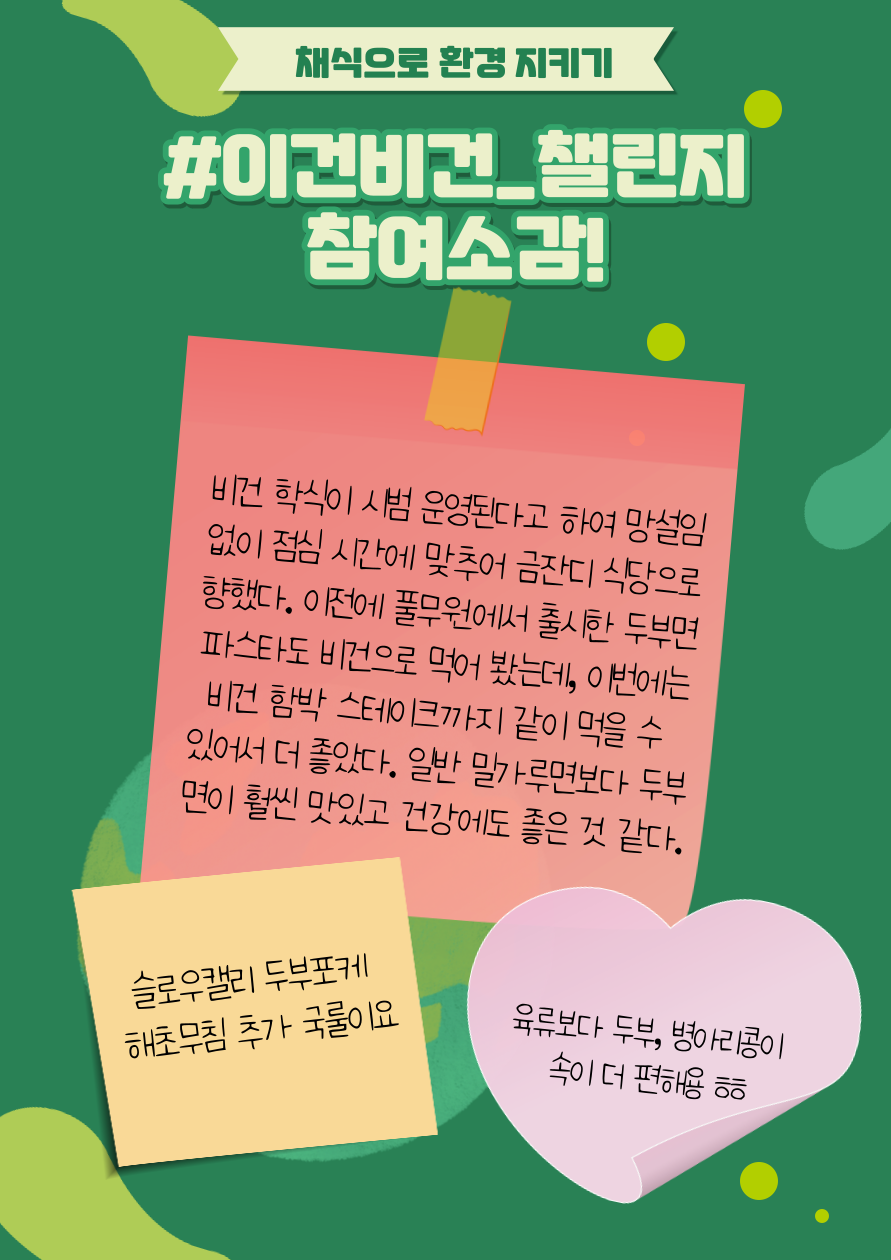 채식으로 환경 지키기
#이건비건_챌린지
참여소감!
비건 학식이 시범 운영된다고 하여 망설임
없이 점심 시간에 맞추어 금잔디 식당으로
향했다. 이전에 풀무원에서 출시한 두부면
파스타도 비건으로 먹어 봤는데, 이번에는
비건 함박 스테이크까지 같이 먹을 수
있어서 더 좋았다. 일반 밀가루면보다 두부
면이 훨씬 맛있고 건강에도 좋은 것 같다.
슬로우캘리 두부포케
해초무침 추가 국룰이요
육류보다 두부, 병아리콩이
속이 더 편해용 흐흐